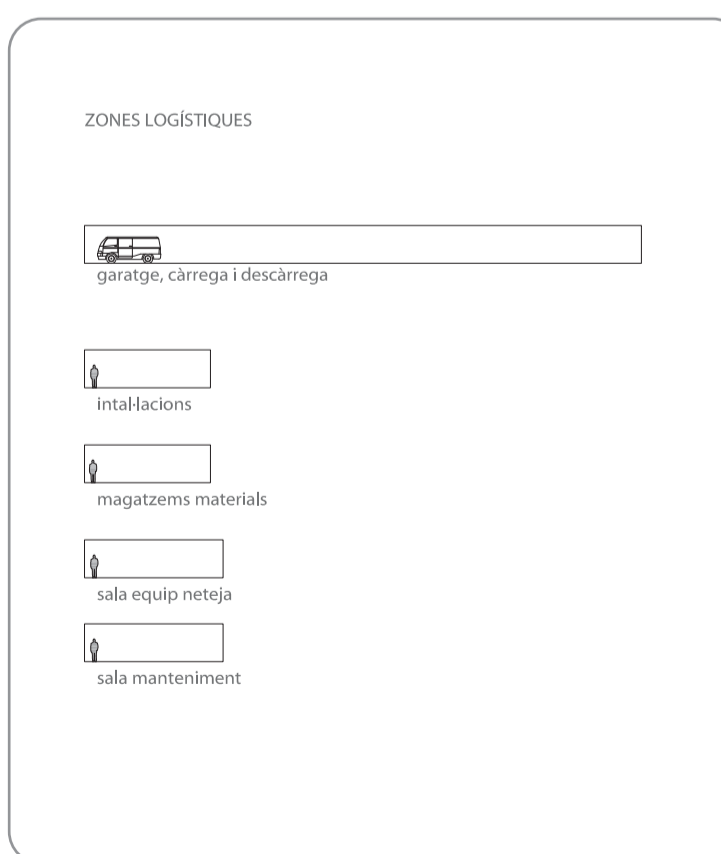 ZONES LOGÍSTIQUES
garatge, càrrega i descàrrega
intal·lacions
magatzems materials
sala equip neteja
sala manteniment